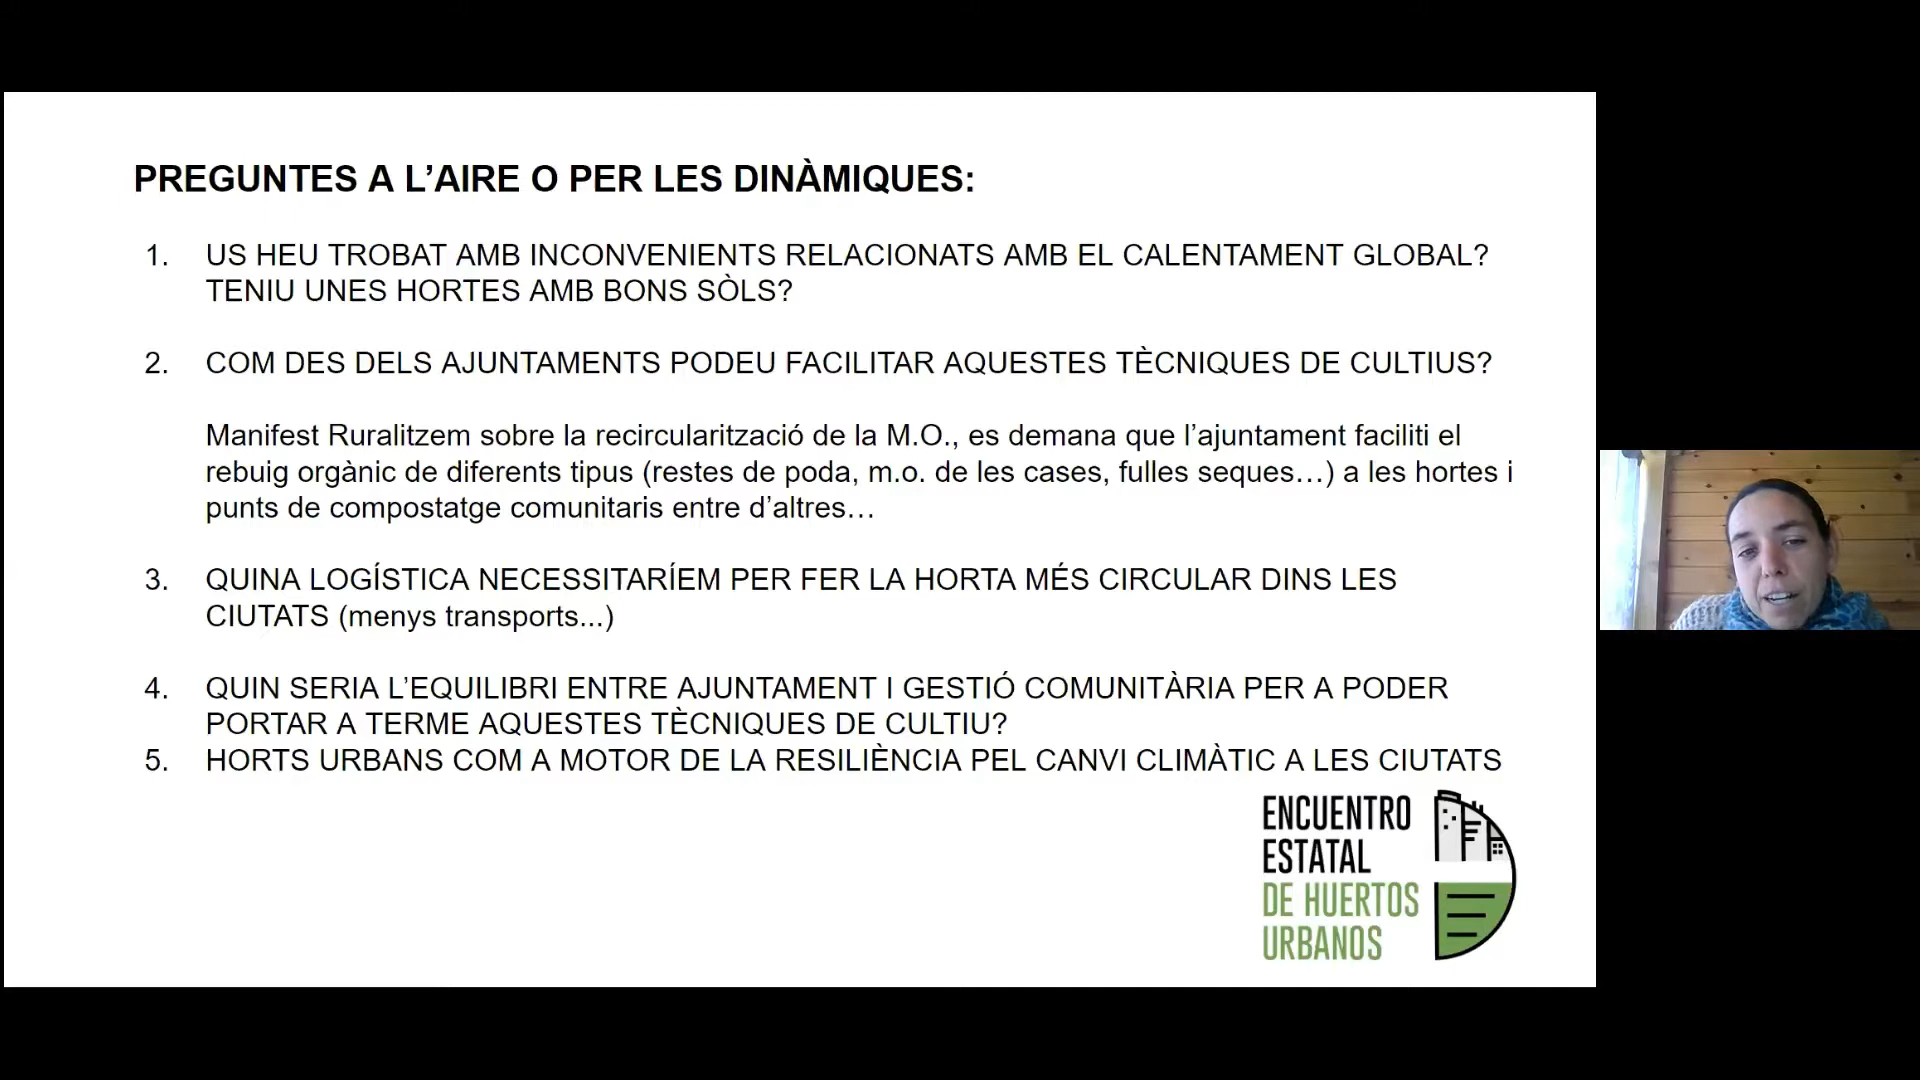 PREGUNTES A L’AIRE O PER LES DINÀMIQUES:
1. US HEU TROBAT AMB INCONVENIENTS RELACIONATS AMB EL CALENTAMENT GLOBAL?
TENIU UNES HORTES AMB BONS SÒLS?
2. COM DES DELS AJUNTAMENTS PODEU FACILITAR AQUESTES TÈCNIQUES DE CULTIUS?
Manifest Ruralitzem sobre la recircularització de la M.O., es demana que l’ajuntament faciliti el
rebuig orgànic de diferents tipus (restes de poda, m.o. de les cases, fulles seques…) a les hortes i
punts de compostatge comunitaris entre d’altres…
3. QUINA LOGÍSTICA NECESSITARÍEM PER FER LA HORTA MÉS CIRCULAR DINS LES
CIUTATS (menys transports...)
4. QUIN SERIA L’EQUILIBRI ENTRE AJUNTAMENT I GESTIÓ COMUNITÀRIA PER A PODER
PORTAR A TERME AQUESTES TÈCNIQUES DE CULTIU?
5. HORTS URBANS COM A MOTOR DE LA RESILIÈNCIA PEL CANVI CLIMÀTIC A LES CIUTATS
ENCUENTRO
ESTATAL
DE HUERTOS
URBANOS